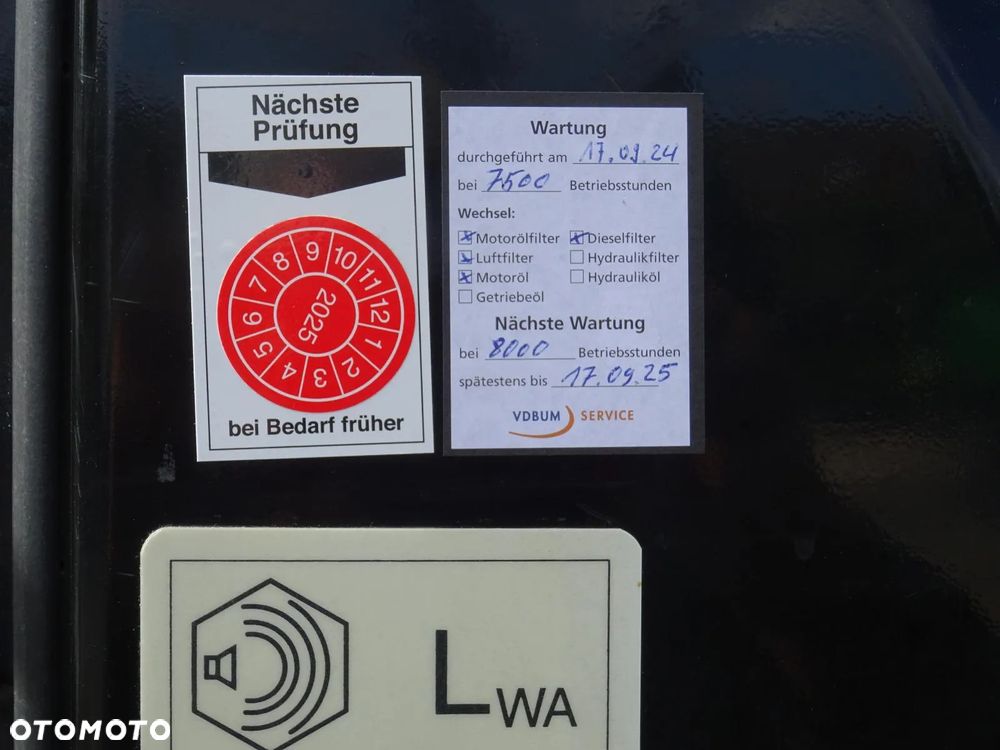 Nächste
Prüfung
9
8 10
7 11
6 12
5 1
4 3 2
2025
bei Bedarf früher
Wartung
durchgeführt am 17.09.24
bei 7500 Betriebsstunden
Wechsel:
Motorölfilter Dieselfilter
Luftfilter Hydraulikfilter
Motoröl Hydrauliköl
Getriebeöl
Nächste Wartung
bei 8000 Betriebsstunden
spätestens bis 17.09.25
VDBUM SERVICE
LWA
OTOMOTO